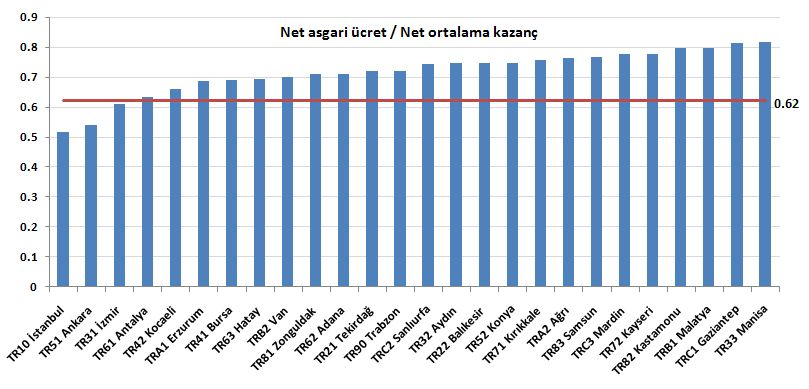 Net asgari ücret / Net ortalama kazanç
0.9
0.8
0.7
0.6
0.5
0.4
0.3
0.2
0.1
0
0.62
TR10 İstanbul
TR51 Ankara
TR31 İzmir
TR61 Antalya
TR42 Kocaeli
TRA1 Erzurum
TR41 Bursa
TR63 Hatay
TRB2 Van
TR81 Zonguldak
TR62 Adana
TR21 Tekirdağ
TR90 Trabzon
TRC2 Sanlıurfa
TR32 Aydın
TR22 Balıkesir
TR52 Konya
TR71 Kırıkkale
TRA2 Ağrı
TR83 Samsun
TRC3 Mardin
TR72 Kayseri
TR82 Kastamonu
TRB1 Malatya
TRC1 Gaziantep
TR33 Manisa